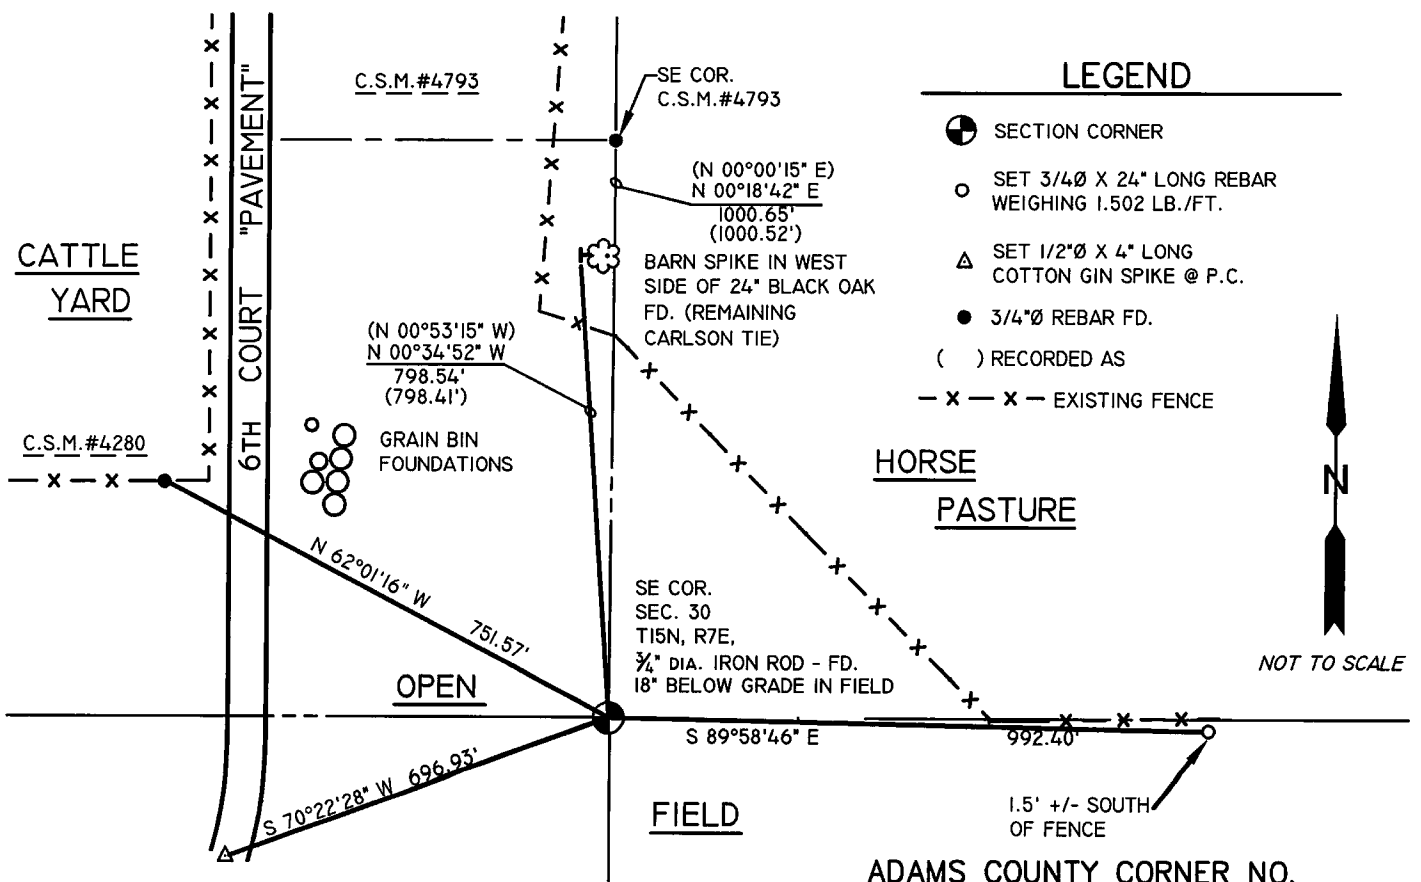 C.S.M.#4793
SE COR.
C.S.M.#4793
"PAVEMENT"
6TH COURT
(N 00°00'15" E)
N 00°18'42" E
1000.65'
(1000.52')
CATTLE
YARD
BARN SPIKE IN WEST
SIDE OF 24" BLACK OAK
FD. (REMAINING
CARLSON TIE)
(N 00°53'15" W)
N 00°34'52" W
798.54'
(798.41')
C.S.M.#4280
GRAIN BIN
FOUNDATIONS
HORSE
PASTURE
N 62°01'16" W
751.57'
SE COR.
SEC. 30
T15N, R7E,
3/4" DIA. IRON ROD - FD.
18" BELOW GRADE IN FIELD
OPEN
S 89°58'46" E
992.40'
S 70°22'28" W 696.93'
FIELD
1.5' +/- SOUTH
OF FENCE
LEGEND
SECTION CORNER
SET 3/4Ø X 24" LONG REBAR
WEIGHING 1.502 LB./FT.
SET 1/2"Ø X 4" LONG
COTTON GIN SPIKE @ P.C.
3/4"Ø REBAR FD.
( ) RECORDED AS
— X — X — EXISTING FENCE
N
NOT TO SCALE
ADAMS COUNTY CORNER NO.